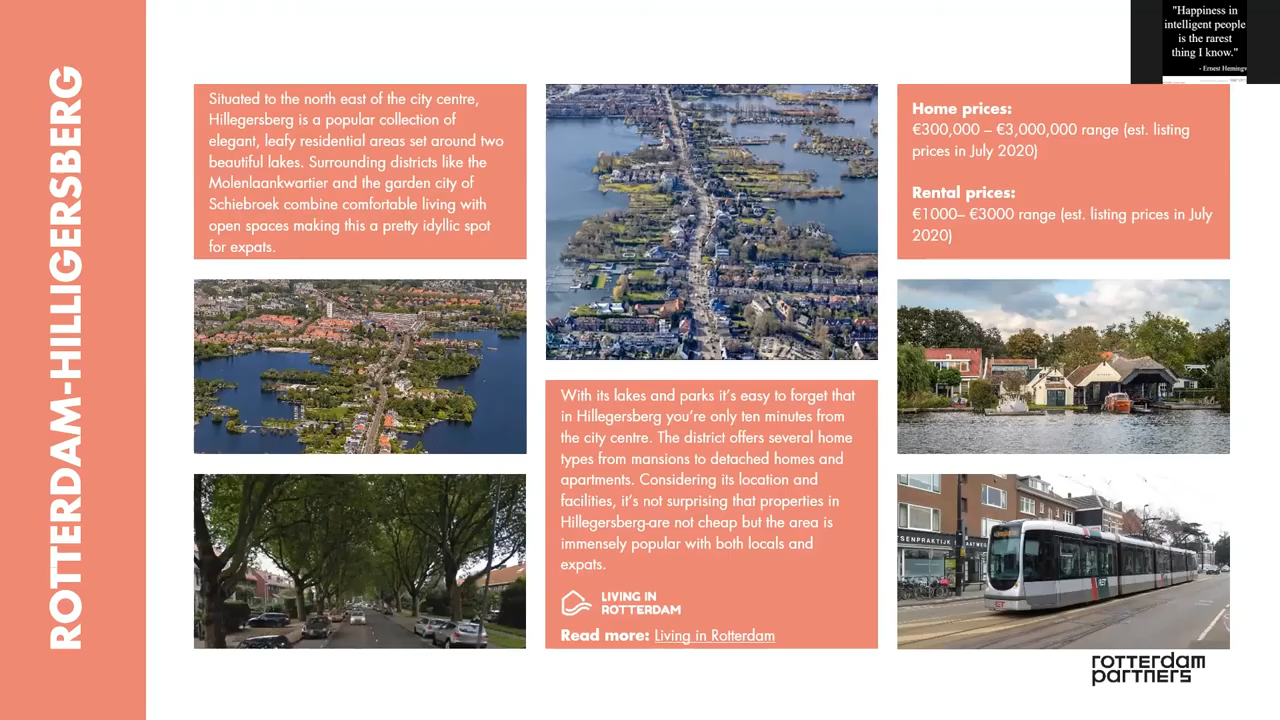 ROTTERDAM-HILLIGERSBERG
Situated to the north east of the city centre,
Hillegersberg is a popular collection of
elegant, leafy residential areas set around two
beautiful lakes. Surrounding districts like the
Molenlaankwartier and the garden city of
Schiebroek combine comfortable living with
open spaces making this a pretty idyllic spot
for expats.
With its lakes and parks it's easy to forget that
in Hillegersberg you're only ten minutes from
the city centre. The district offers several home
types from mansions to detached homes and
apartments. Considering its location and
facilities, it's not surprising that properties in
Hillegersberg-are not cheap but the area is
immensely popular with both locals and
expats.
LIVING IN
ROTTERDAM
Read more: Living in Rotterdam
"Happiness in
intelligent people
is the rarest
thing I know."
- Ernest Hemingw
Home prices:
€300,000 – €3,000,000 range (est. listing
prices in July 2020)
Rental prices:
€1000– €3000 range (est. listing prices in July
2020)
TSENPRAKTIJK
RET
rotterdam
partners